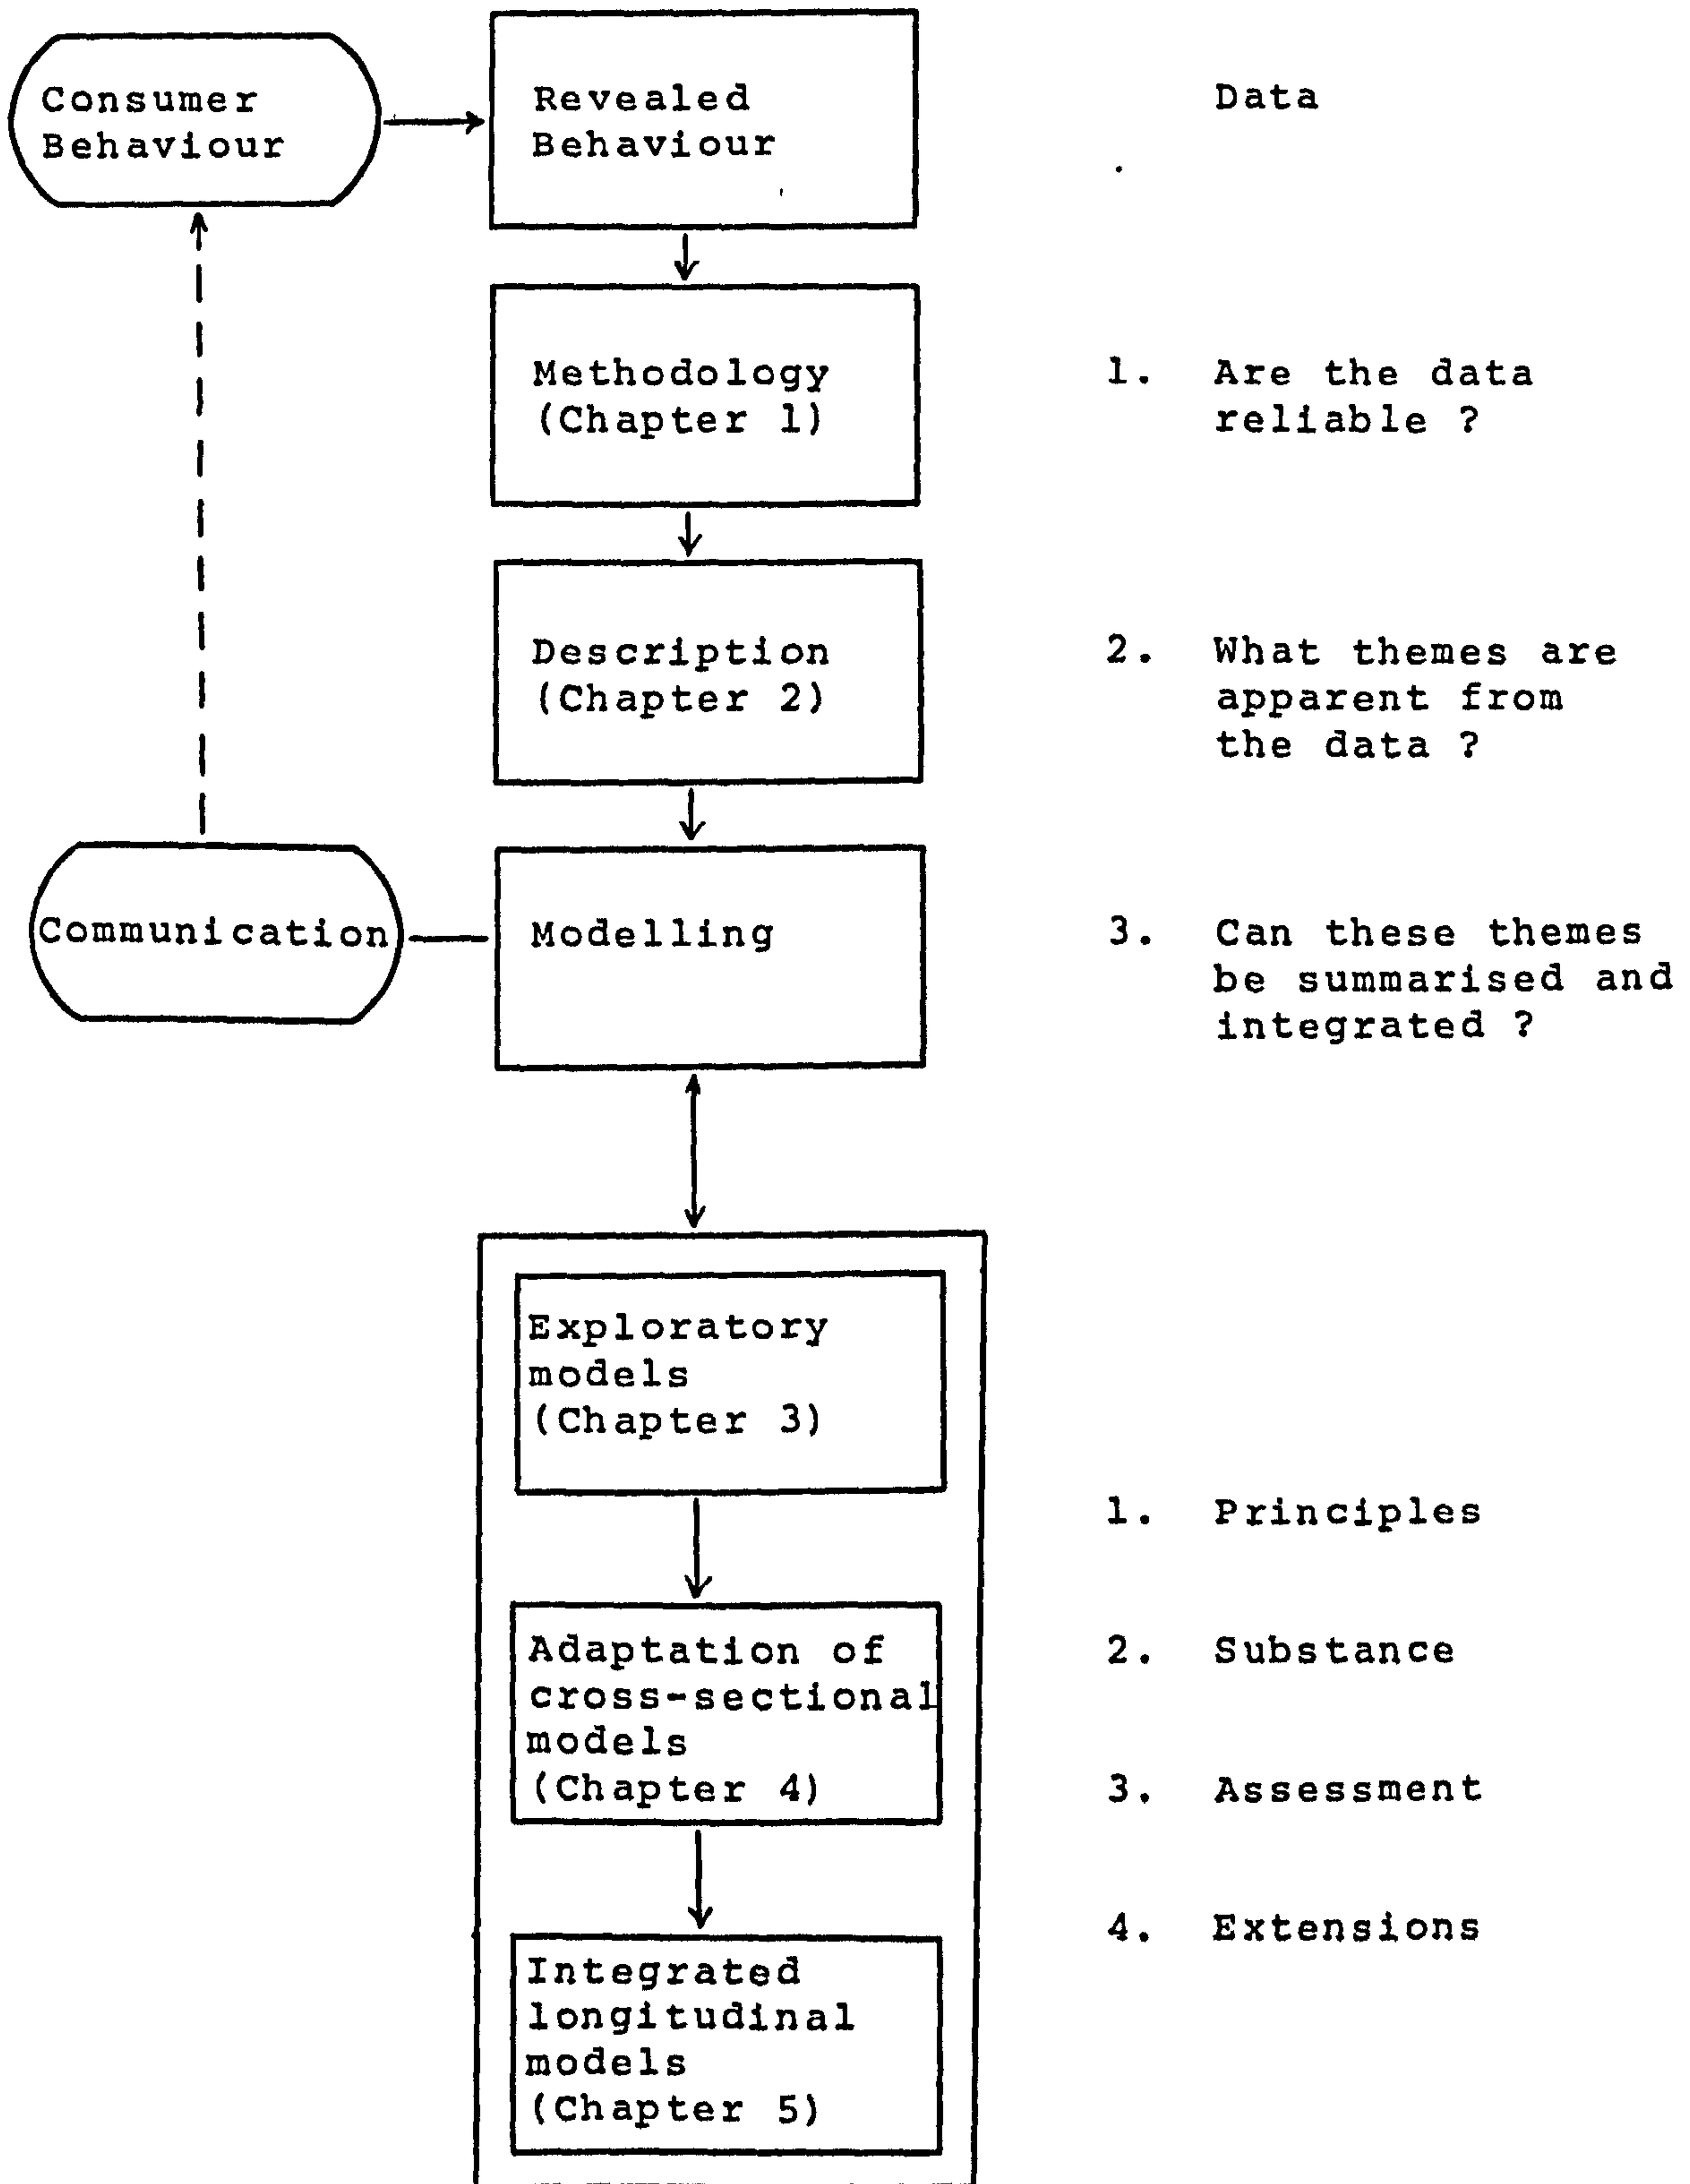 Consumer
Behaviour
Revealed
Behaviour
Data
Methodology
(Chapter 1)
1. Are the data
reliable ?
Description
(Chapter 2)
2. What themes are
apparent from
the data ?
Communication
Modelling
3. Can these themes
be summarised and
integrated ?
Exploratory
models
(Chapter 3)
1. Principles
Adaptation of
cross-sectional
models
(Chapter 4)
2. Substance
3. Assessment
4. Extensions
Integrated
longitudinal
models
(Chapter 5)